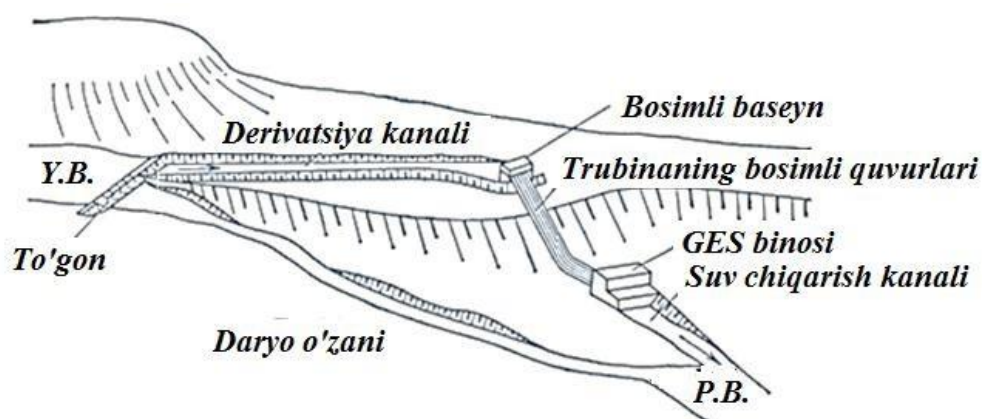 Bosimli baseyn
Derivatsiya kanali
Y.B.
Trubinaning bosimli quvurlari
To'gon
GES binosi
Suv chiqarish kanali
Daryo o'zani
P.B.